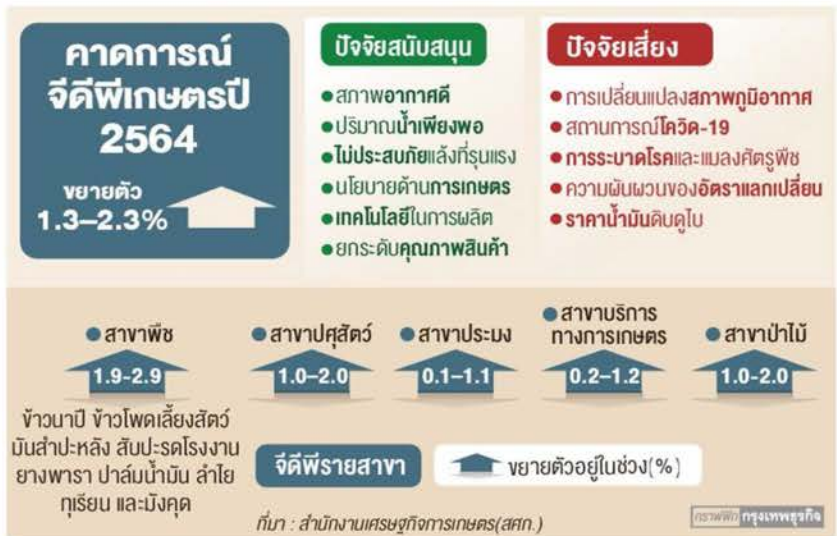 คาดการณ์
จีดีพีเกษตรปี
2564
ขยายตัว
1.3–2.3%
ปัจจัยสนับสนุน
●สภาพอากาศดี
●ปริมาณน้ำเพียงพอ
●ไม่ประสบภัยแล้งที่รุนแรง
●นโยบายด้านการเกษตร
●เทคโนโลยีในการผลิต
●ยกระดับคุณภาพสินค้า
ปัจจัยเสี่ยง
●การเปลี่ยนแปลงสภาพภูมิอากาศ
●สถานการณ์โควิด-19
●การระบาดโรคและแมลงศัตรูพืช
●ความผันผวนของอัตราแลกเปลี่ยน
●ราคาน้ำมันดิบดูไบ
●สาขาพืช
1.9-2.9
ข้าวนาปี ข้าวโพดเลี้ยงสัตว์
มันสำปะหลัง สับปะรดโรงงาน
ยางพารา ปาล์มน้ำมัน ลำไย
ทุเรียน และมังคุด
●สาขาปศุสัตว์
1.0–2.0
●สาขาประมง
0.1–1.1
●สาขาบริการ
ทางการเกษตร
0.2–1.2
●สาขาป่าไม้
1.0-2.0
จีดีพีรายสาขา
ขยายตัวอยู่ในช่วง(%)
ที่มา : สำนักงานเศรษฐกิจการเกษตร(สศก.)
กราฟฟิก กรุงเทพธุรกิจ